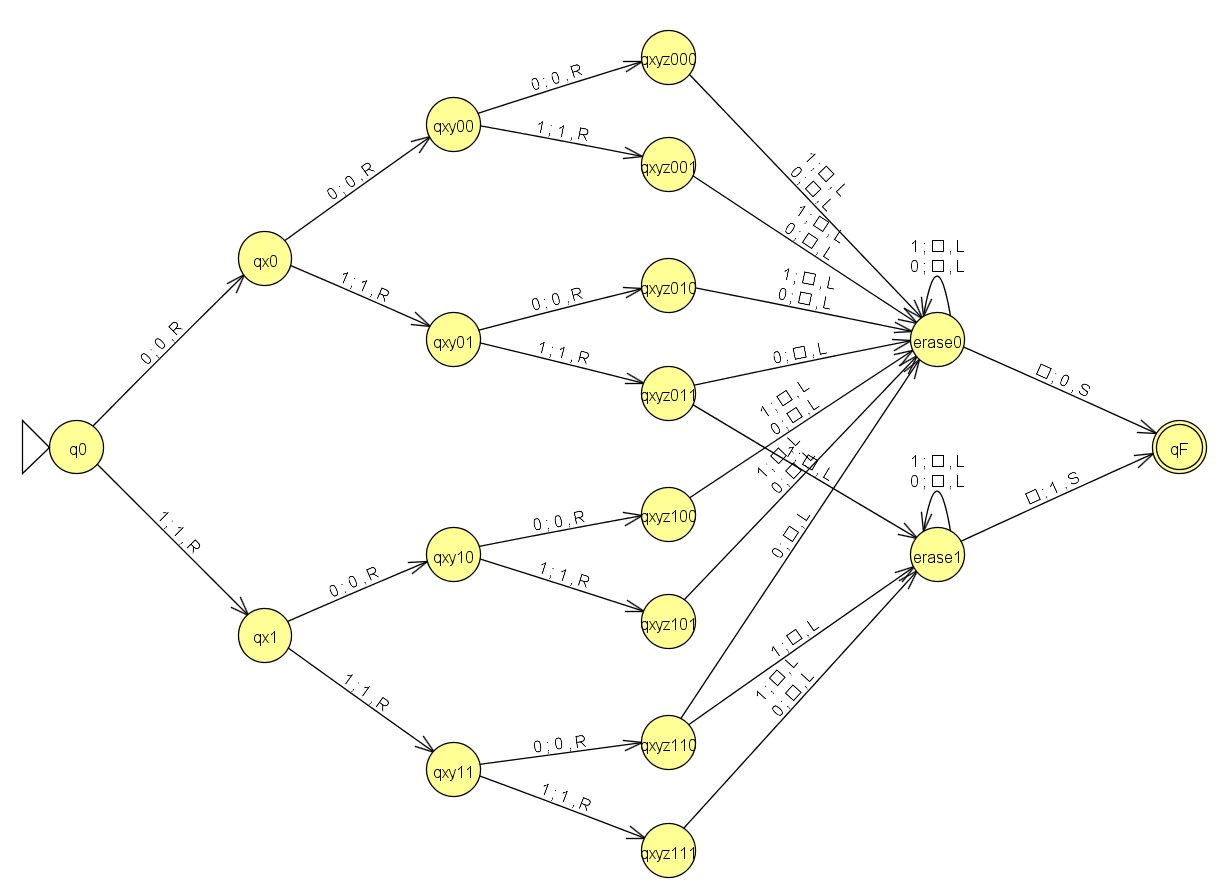 qxyz000
0 ; 0 , R
qxy00
1 ; 1 , R
qxyz001
1 ; □ , L
0 ; □ , L
0 ; 0 , R
1 ; □ , L
0 ; □ , L
1 ; □ , L
0 ; □ , L
qx0
1 ; 1 , R
0 ; 0 , R
qxyz010
1 ; □ , L
0 ; □ , L
0 ; 0 , R
qxy01
1 ; 1 , R
0 ; □ , L
erase0
qxyz011
□ ; 0 , S
1 ; □ , L
0 ; □ , L
q0
1 ; □ , L
0 ; □ , L
1 ; □ , L
1 ; □ , L
0 ; □ , L
qF
□ ; 1 , S
1 ; 1 , R
0 ; 0 , R
qxyz100
0 ; □ , L
qxy10
erase1
0 ; 0 , R
1 ; 1 , R
qxyz101
qx1
1 ; □ , L
1 ; 1 , R
1 ; □ , L
0 ; □ , L
0 ; 0 , R
qxyz110
qxy11
1 ; 1 , R
qxyz111